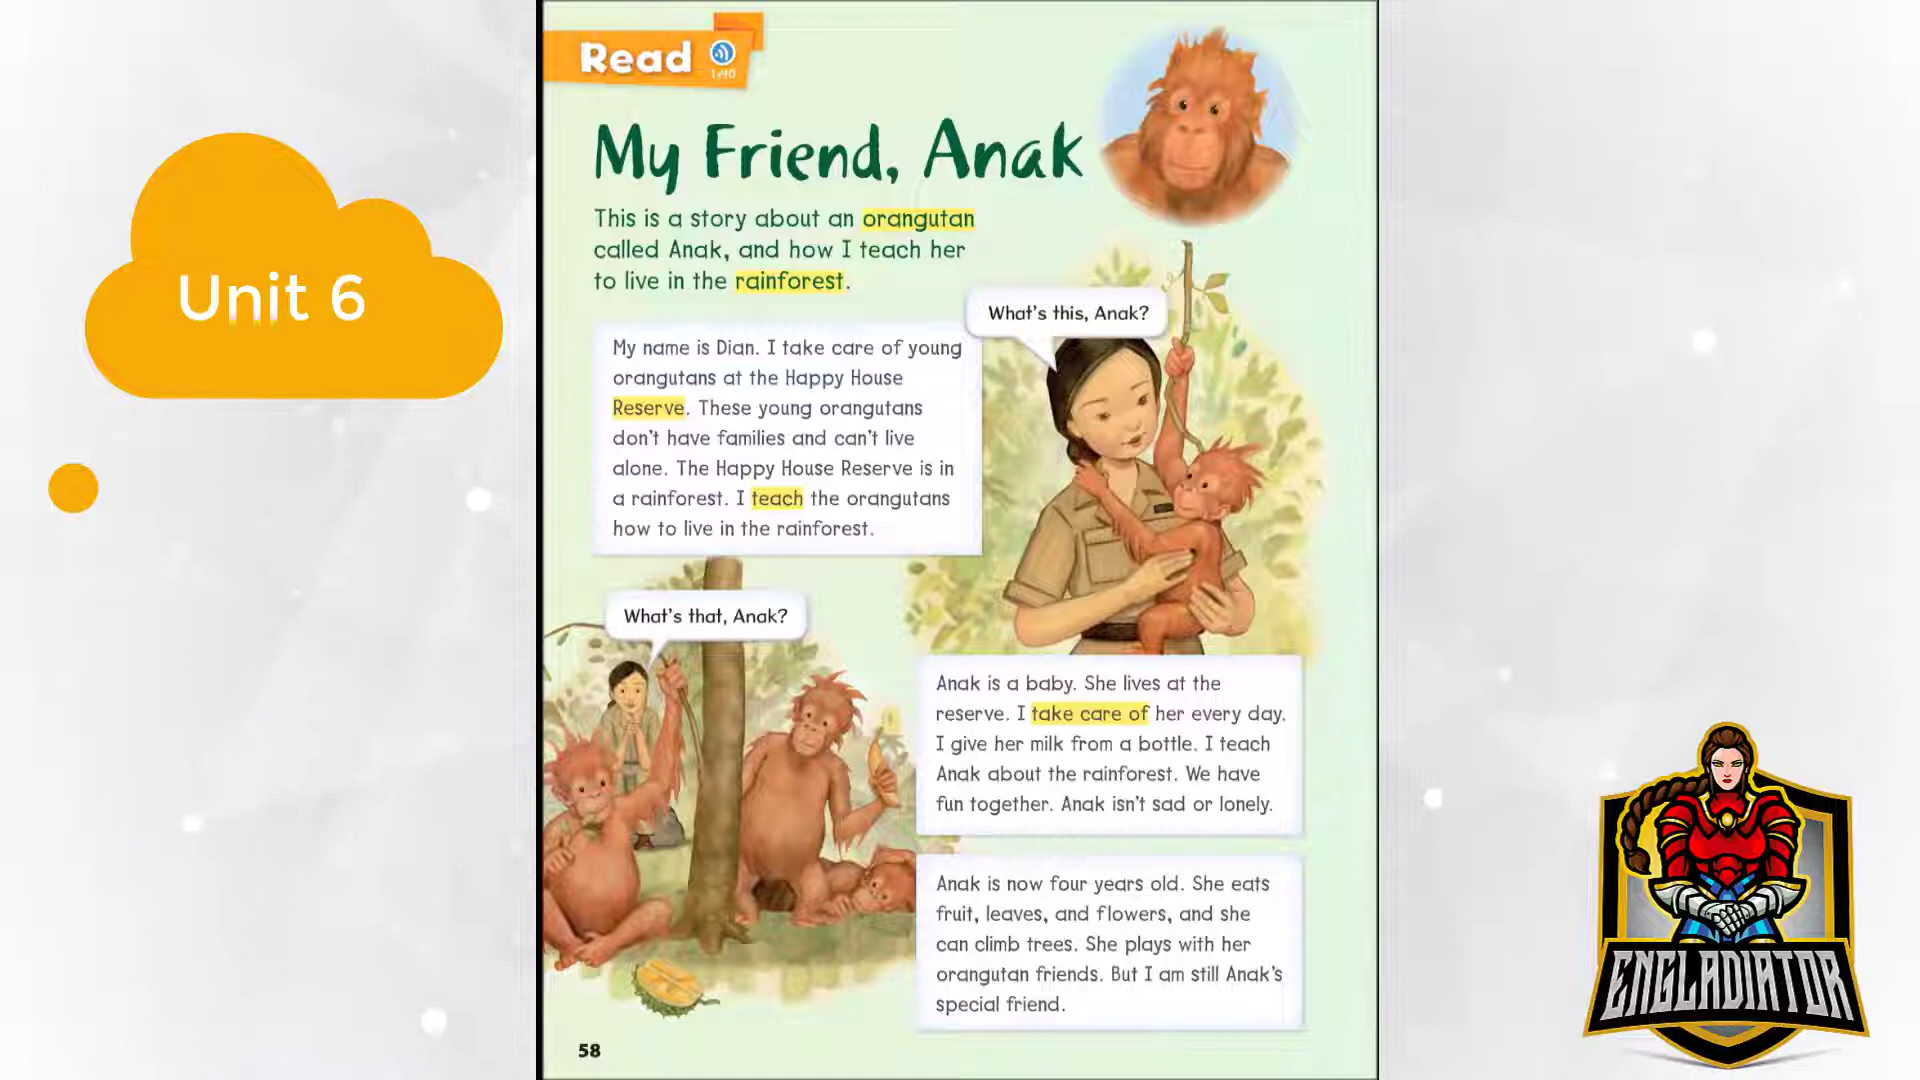 Unit 6
Read
1•40
My Friend, Anak
This is a story about an orangutan
called Anak, and how I teach her
to live in the rainforest.
What's this, Anak?
My name is Dian. I take care of young
orangutans at the Happy House
Reserve. These young orangutans
don't have families and can't live
alone. The Happy House Reserve is in
a rainforest. I teach the orangutans
how to live in the rainforest.
What's that, Anak?
Anak is a baby. She lives at the
reserve. I take care of her every day.
I give her milk from a bottle. I teach
Anak about the rainforest. We have
fun together. Anak isn't sad or lonely.
Anak is now four years old. She eats
fruit, leaves, and flowers, and she
can climb trees. She plays with her
orangutan friends. But I am still Anak's
special friend.
58
ENGLADIATOR